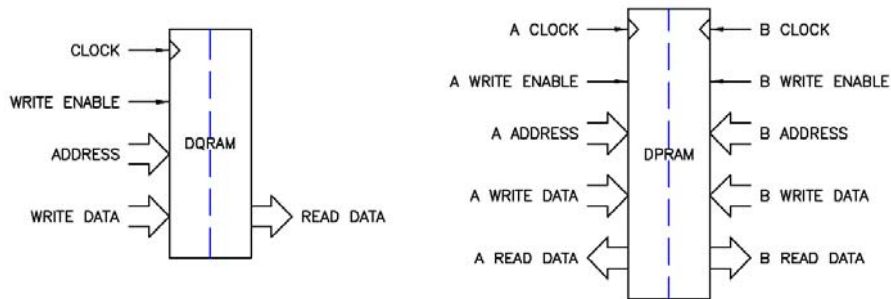 CLOCK
WRITE ENABLE
DQRAM
ADDRESS
WRITE DATA
READ DATA
A CLOCK
B CLOCK
A WRITE ENABLE
B WRITE ENABLE
A ADDRESS
B ADDRESS
DPRAM
A WRITE DATA
B WRITE DATA
A READ DATA
B READ DATA